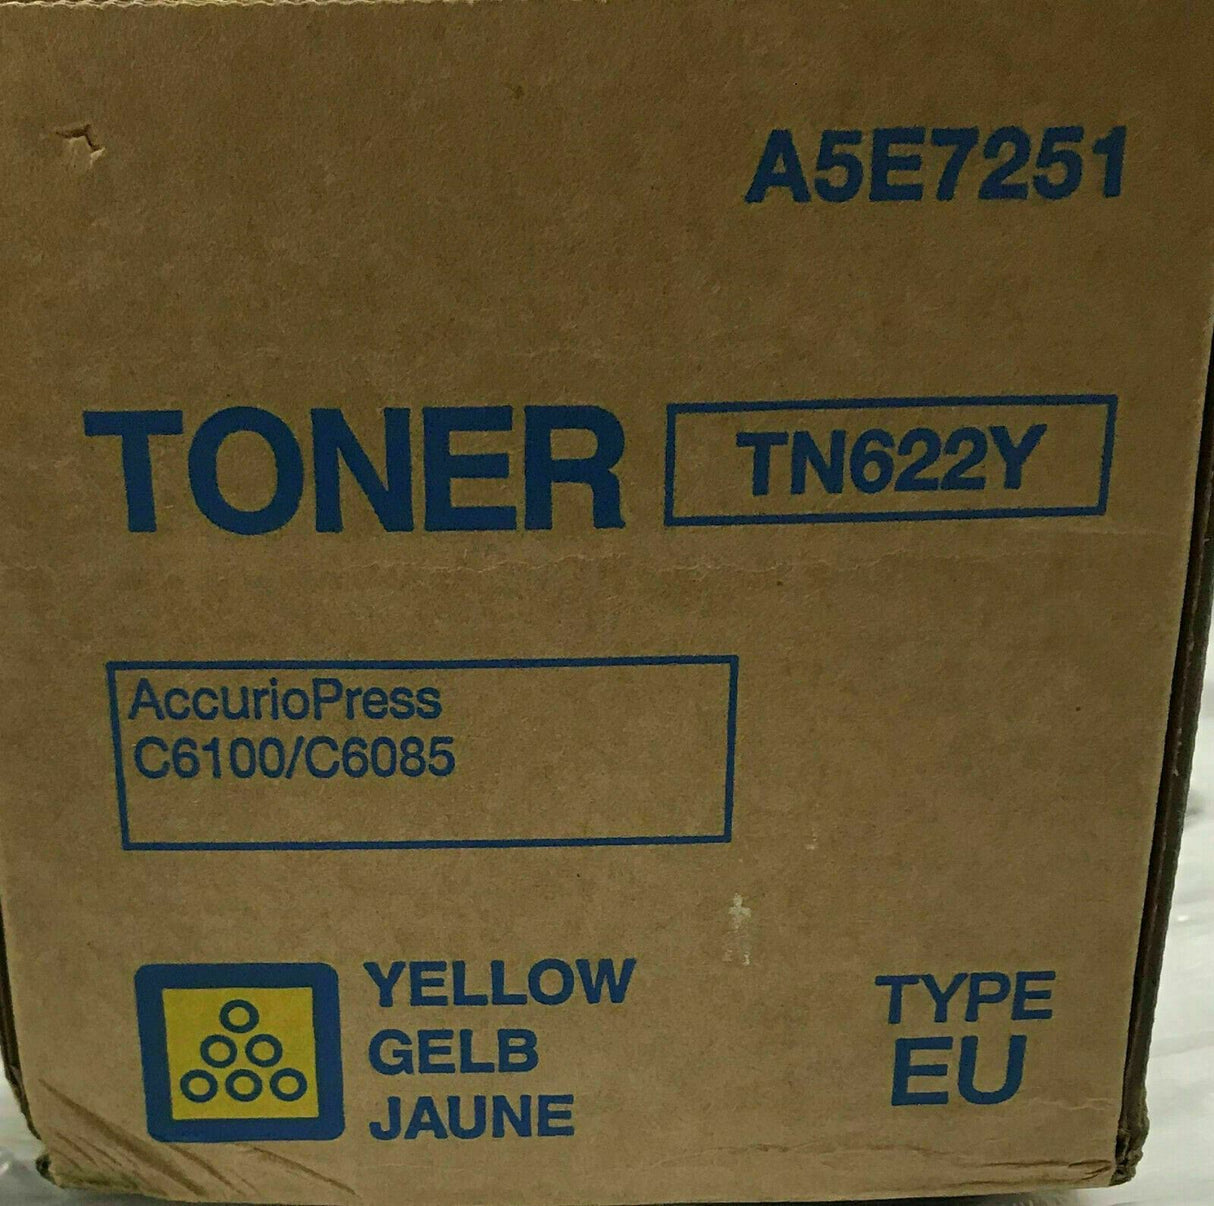 A5E7251
TONER TN622Y
AccurioPress
C6100/C6085
YELLOW
GELB
JAUNE
TYPE
EU